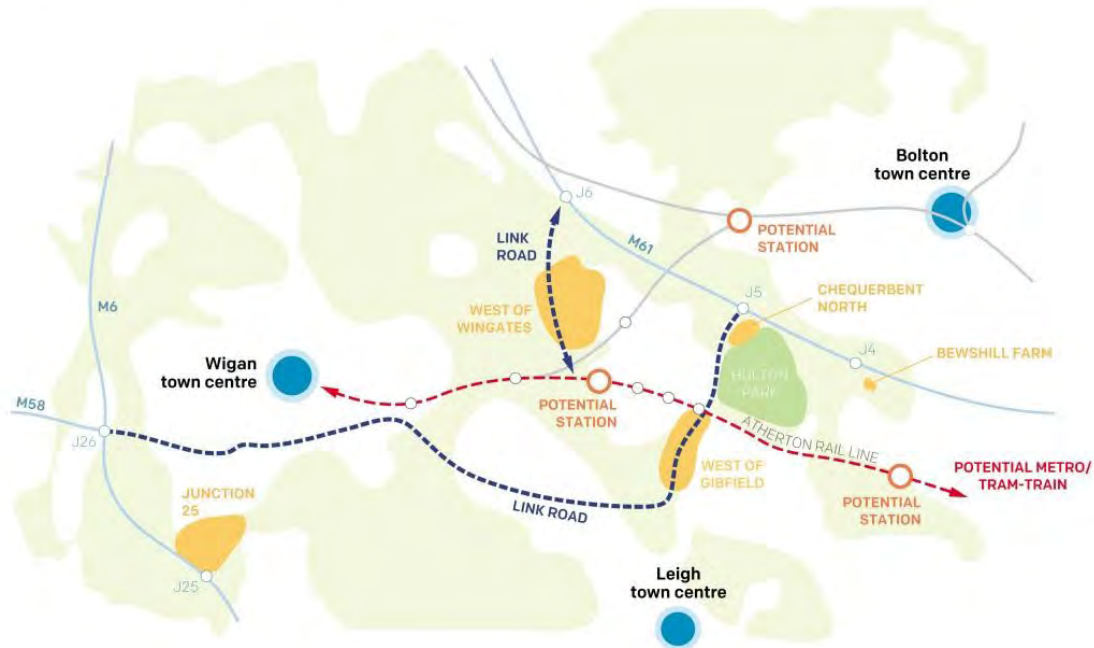 J6
Bolton
town centre
LINK
ROAD
M61
POTENTIAL
STATION
M6
J5
CHEQUERBENT
NORTH
WEST OF
WINGATES
J4
BEWSHILL FARM
Wigan
town centre
HULTON
PARK
M58
POTENTIAL
STATION
J26
ATHERTON RAIL LINE
WEST OF
GIBFIELD
POTENTIAL METRO/
TRAM-TRAIN
JUNCTION
25
LINK ROAD
POTENTIAL
STATION
J25
Leigh
town centre